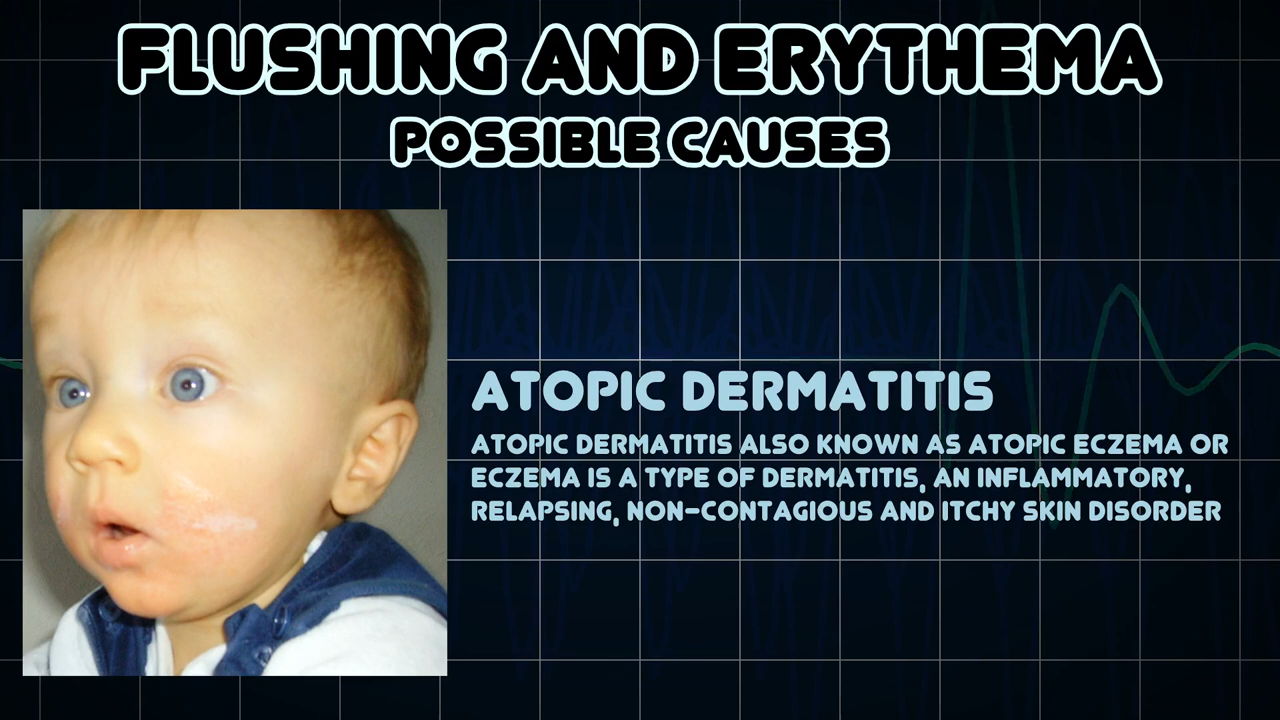 FLUSHING AND ERYTHEMA
POSSIBLE CAUSES
ATOPIC DERMATITIS
ATOPIC DERMATITIS ALSO KNOWN AS ATOPIC ECZEMA OR
ECZEMA IS A TYPE OF DERMATITIS, AN INFLAMMATORY,
RELAPSING, NON-CONTAGIOUS AND ITCHY SKIN DISORDER